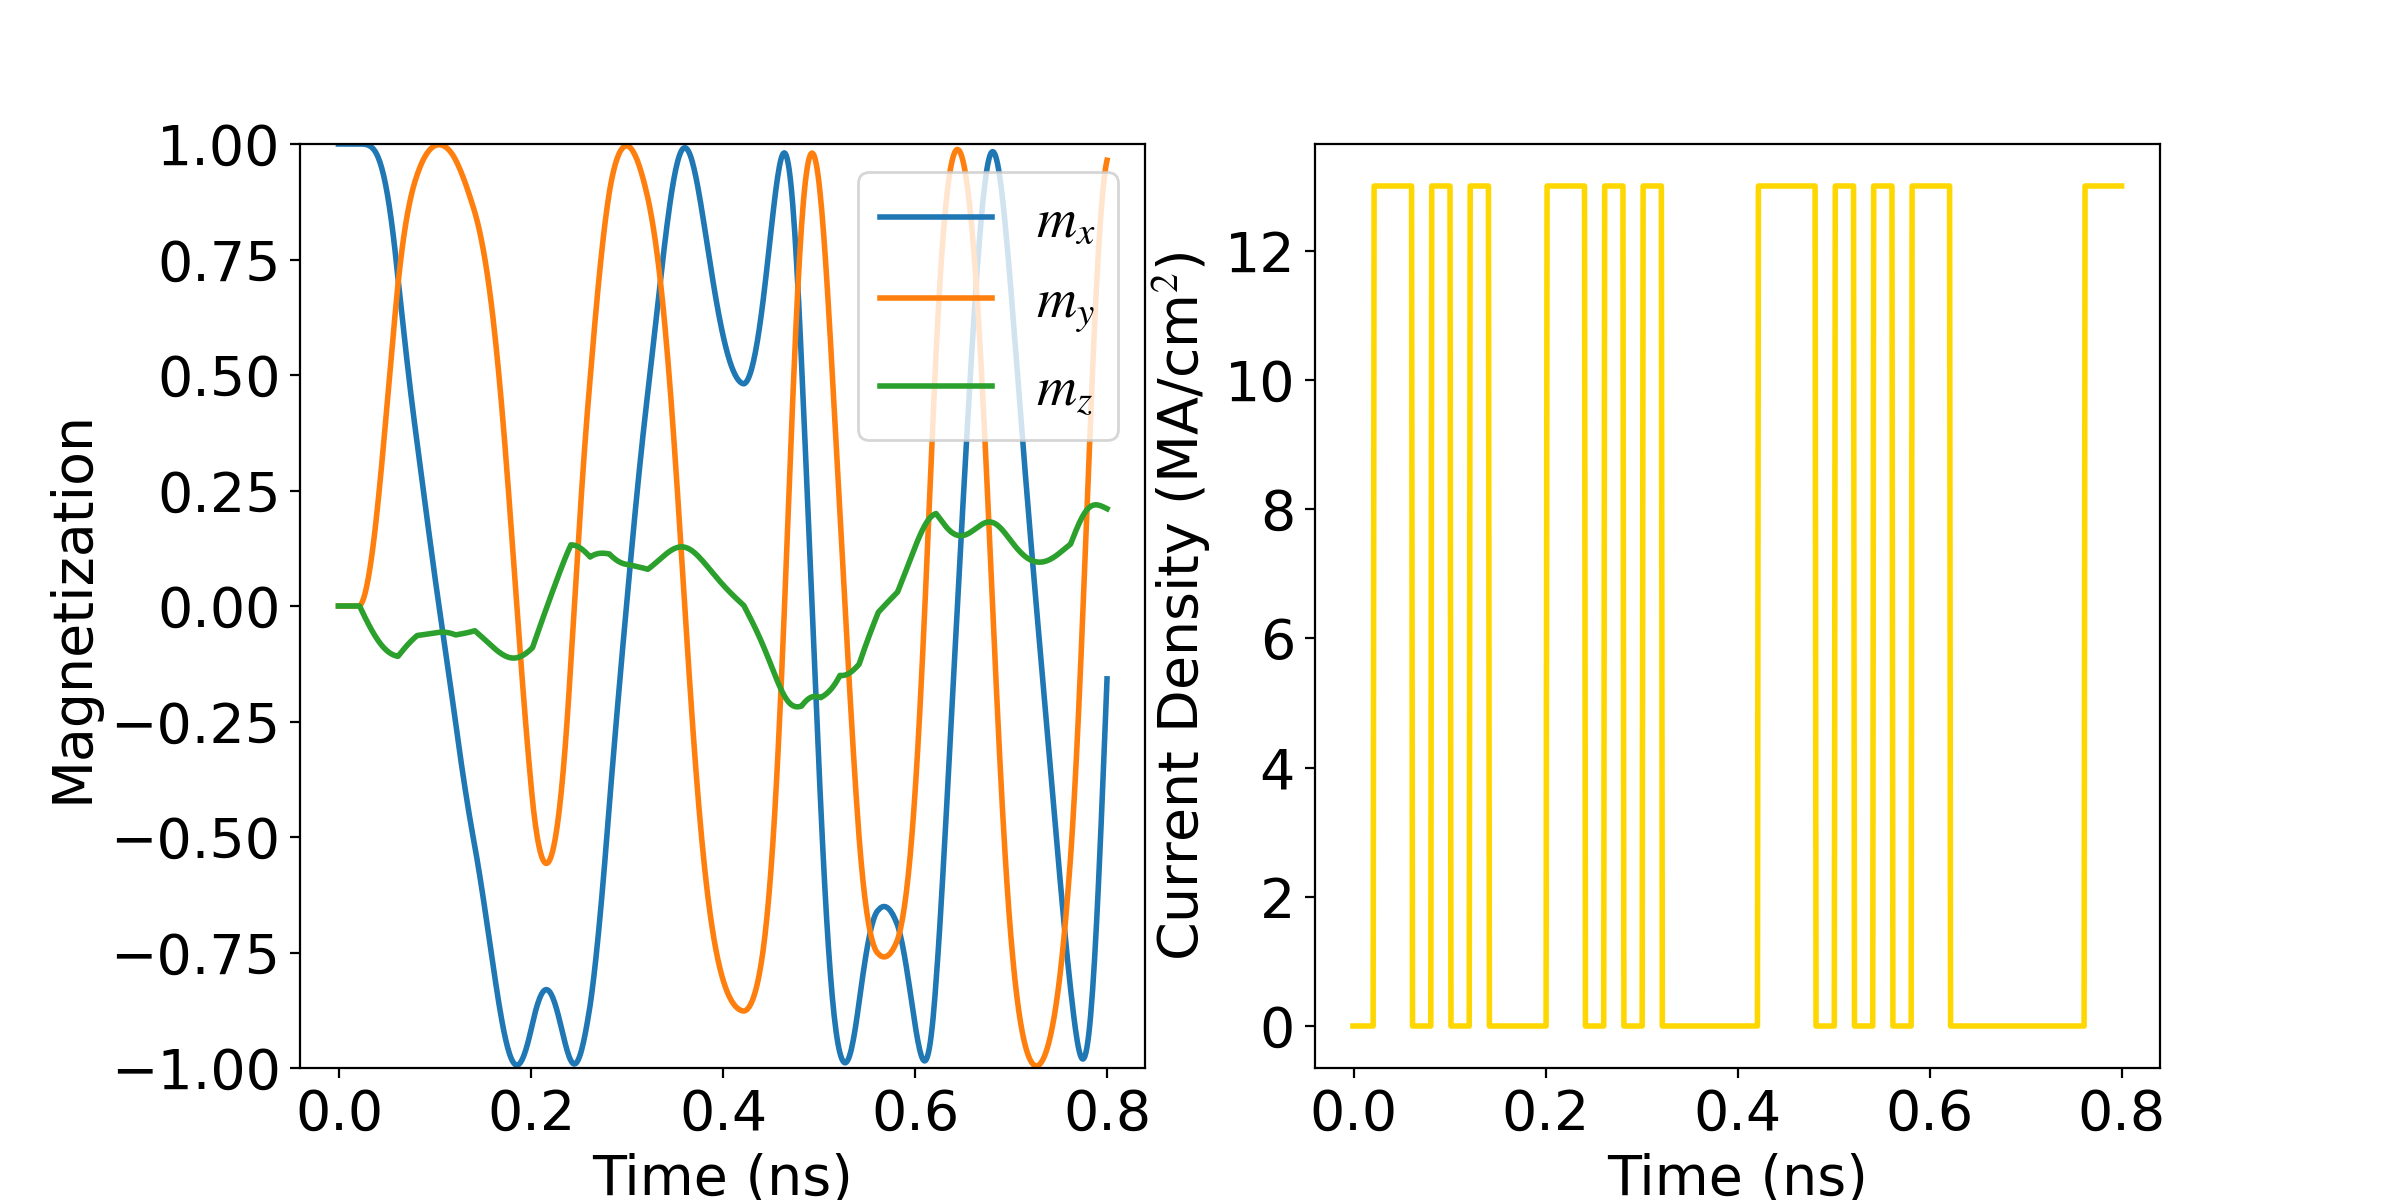 Magnetization
1.00
0.75
0.50
0.25
0.00
−0.25
−0.50
−0.75
−1.00
0.0 0.2 0.4 0.6 0.8
Time (ns)
m_x
m_y
m_z
Current Density (MA/cm²)
12
10
8
6
4
2
0
0.0 0.2 0.4 0.6 0.8
Time (ns)